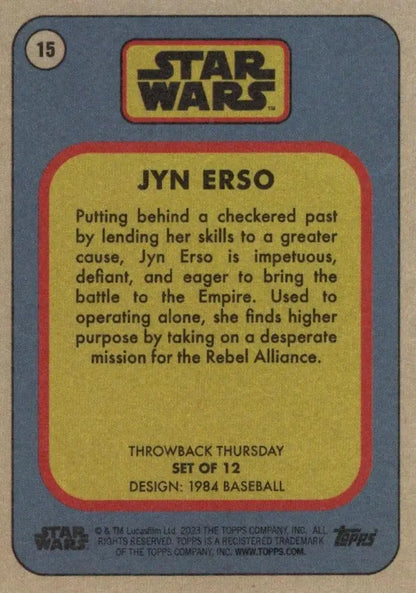 15
STAR
WARS™
JYN ERSO
Putting behind a checkered past
by lending her skills to a greater
cause, Jyn Erso is impetuous,
defiant, and eager to bring the
battle to the Empire. Used to
operating alone, she finds higher
purpose by taking on a desperate
mission for the Rebel Alliance.
THROWBACK THURSDAY
SET OF 12
DESIGN: 1984 BASEBALL
STAR
WARS
© & TM Lucasfilm Ltd. 2023 THE TOPPS COMPANY, INC. ALL
RIGHTS RESERVED. TOPPS IS A REGISTERED TRADEMARK
OF THE TOPPS COMPANY, INC. WWW.TOPPS.COM.
Topps